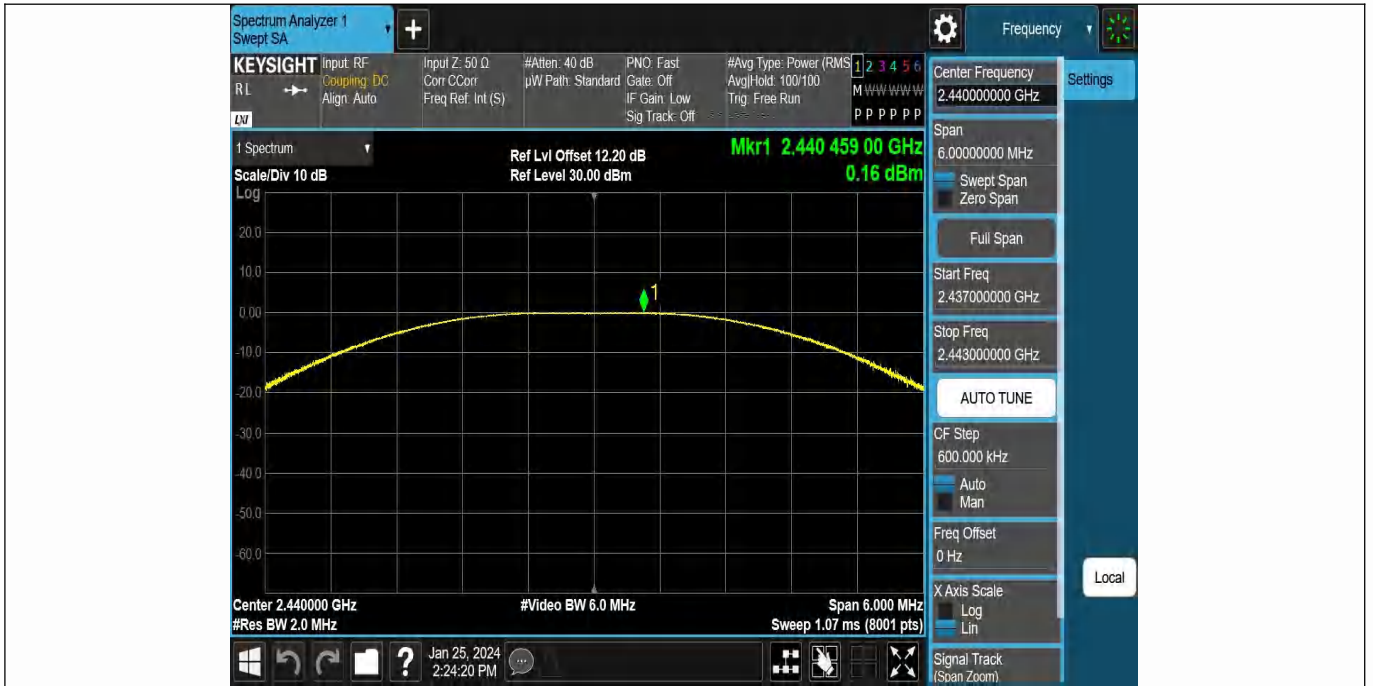 Spectrum Analyzer 1
Swept SA
+
Frequency
KEYSIGHT
RL
LXI
Input: RF
Coupling: DC
Align: Auto
Input Z: 50 Ω
Corr CCorr
Freq Ref: Int (S)
#Atten: 40 dB
µW Path: Standard
PNO: Fast
Gate: Off
IF Gain: Low
Sig Track: Off
#Avg Type: Power (RMS
Avg|Hold: 100/100
Trig: Free Run
1 2 3 4 5 6
M W W W W W
P P P P P P
Center Frequency
2.440000000 GHz
Settings
Span
6.00000000 MHz
Swept Span
Zero Span
Full Span
Start Freq
2.437000000 GHz
Stop Freq
2.443000000 GHz
AUTO TUNE
CF Step
600.000 kHz
Auto
Man
Freq Offset
0 Hz
X Axis Scale
Log
Lin
Local
Signal Track
(Span Zoom)
1 Spectrum
Scale/Div 10 dB
Ref Lvl Offset 12.20 dB
Ref Level 30.00 dBm
Mkr1 2.440 459 00 GHz
0.16 dBm
Log
20.0
10.0
0.00
-10.0
-20.0
-30.0
-40.0
-50.0
-60.0
1
Center 2.440000 GHz
#Res BW 2.0 MHz
#Video BW 6.0 MHz
Span 6.000 MHz
Sweep 1.07 ms (8001 pts)
?
Jan 25, 2024
2:24:20 PM